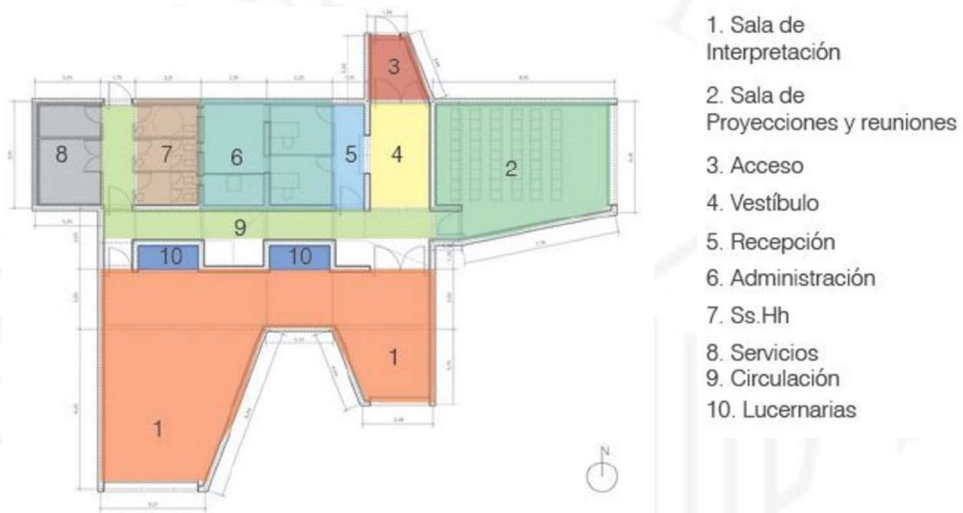 3
8
7
6
5
4
2
9
10
10
1
1
N
1. Sala de
Interpretación
2. Sala de
Proyecciones y reuniones
3. Acceso
4. Vestíbulo
5. Recepción
6. Administración
7. Ss.Hh
8. Servicios
9. Circulación
10. Lucernarias